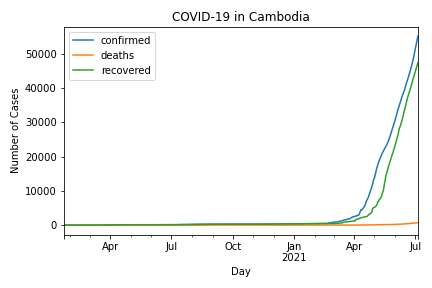 COVID-19 in Cambodia
confirmed
deaths
recovered
50000
40000
30000
20000
10000
0
Number of Cases
Apr
Jul
Oct
Jan
2021
Apr
Jul
Day